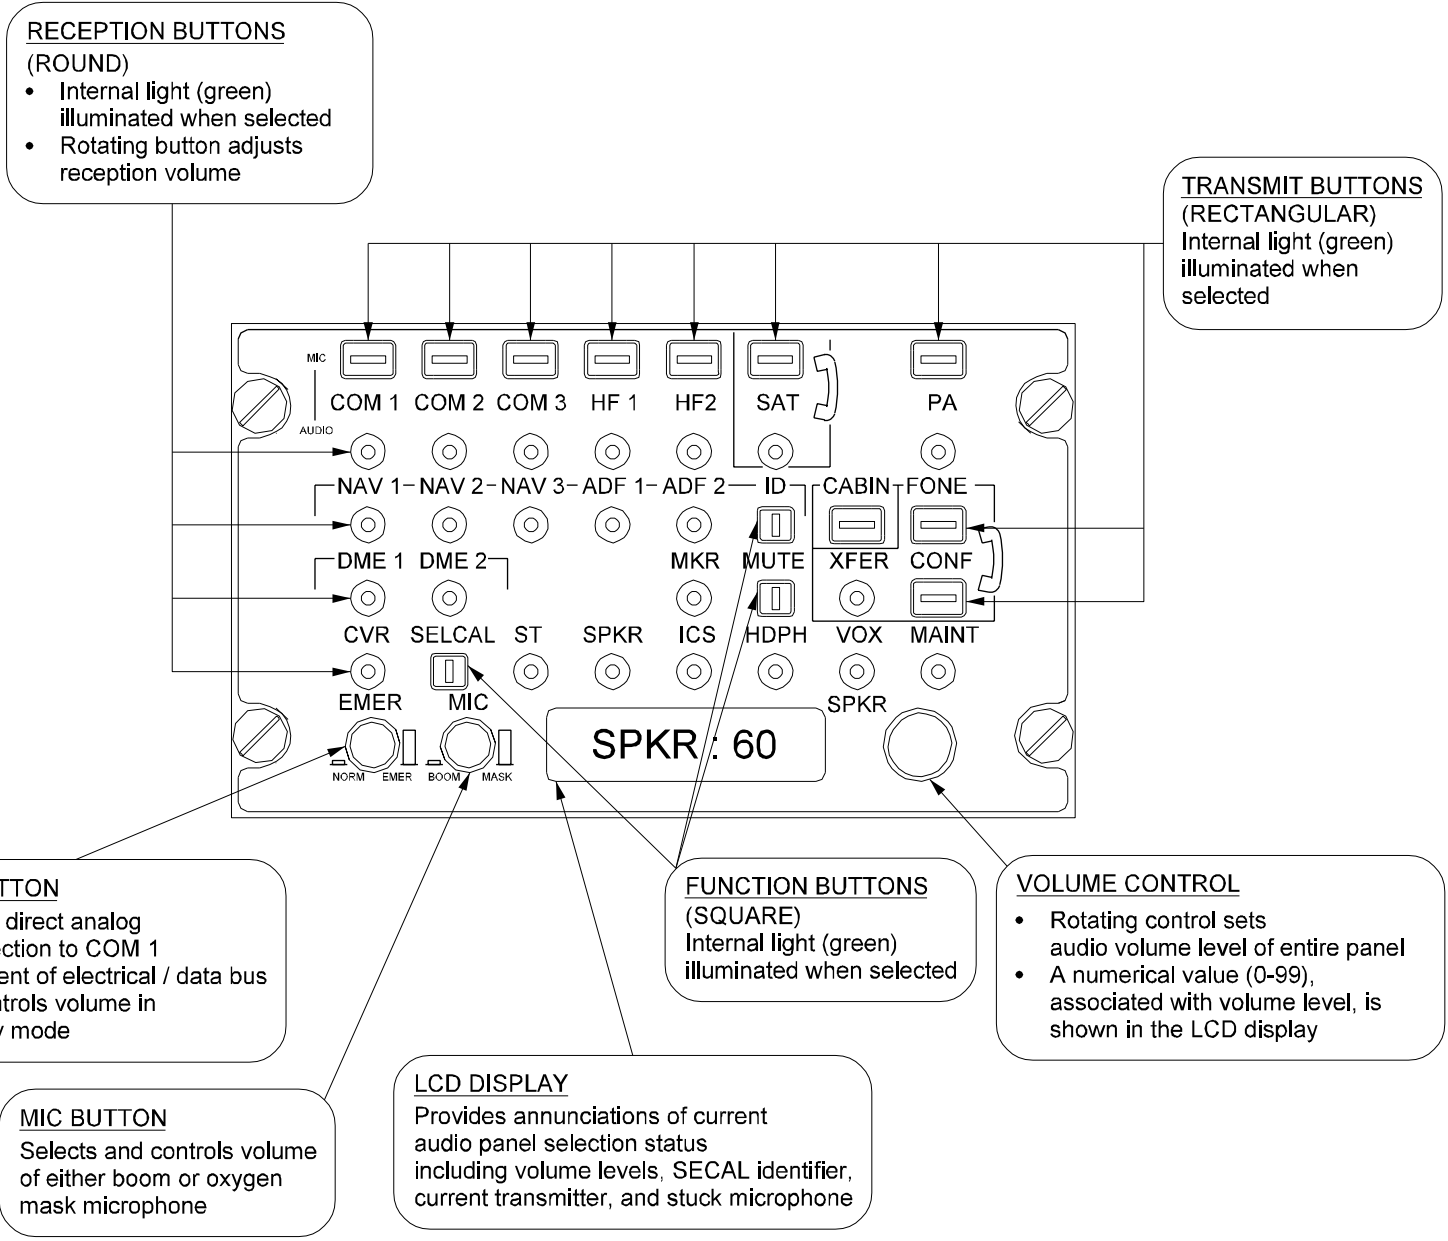 RECEPTION BUTTONS
(ROUND)
• Internal light (green)
illuminated when selected
• Rotating button adjusts
reception volume
TRANSMIT BUTTONS
(RECTANGULAR)
Internal light (green)
illuminated when
selected
MIC
AUDIO
COM 1 COM 2 COM 3 HF 1 HF2 SAT PA
NAV 1 NAV 2 NAV 3 ADF 1 ADF 2 ID CABIN FONE
DME 1 DME 2 MKR MUTE XFER CONF
CVR SELCAL ST SPKR ICS HDPH VOX MAINT
EMER MIC SPKR
NORM EMER BOOM MASK
SPKR : 60
TTON
direct analog
ection to COM 1
ent of electrical / data bus
ntrols volume in
y mode
FUNCTION BUTTONS
(SQUARE)
Internal light (green)
illuminated when selected
VOLUME CONTROL
• Rotating control sets
audio volume level of entire panel
• A numerical value (0-99),
associated with volume level, is
shown in the LCD display
MIC BUTTON
Selects and controls volume
of either boom or oxygen
mask microphone
LCD DISPLAY
Provides annunciations of current
audio panel selection status
including volume levels, SECAL identifier,
current transmitter, and stuck microphone